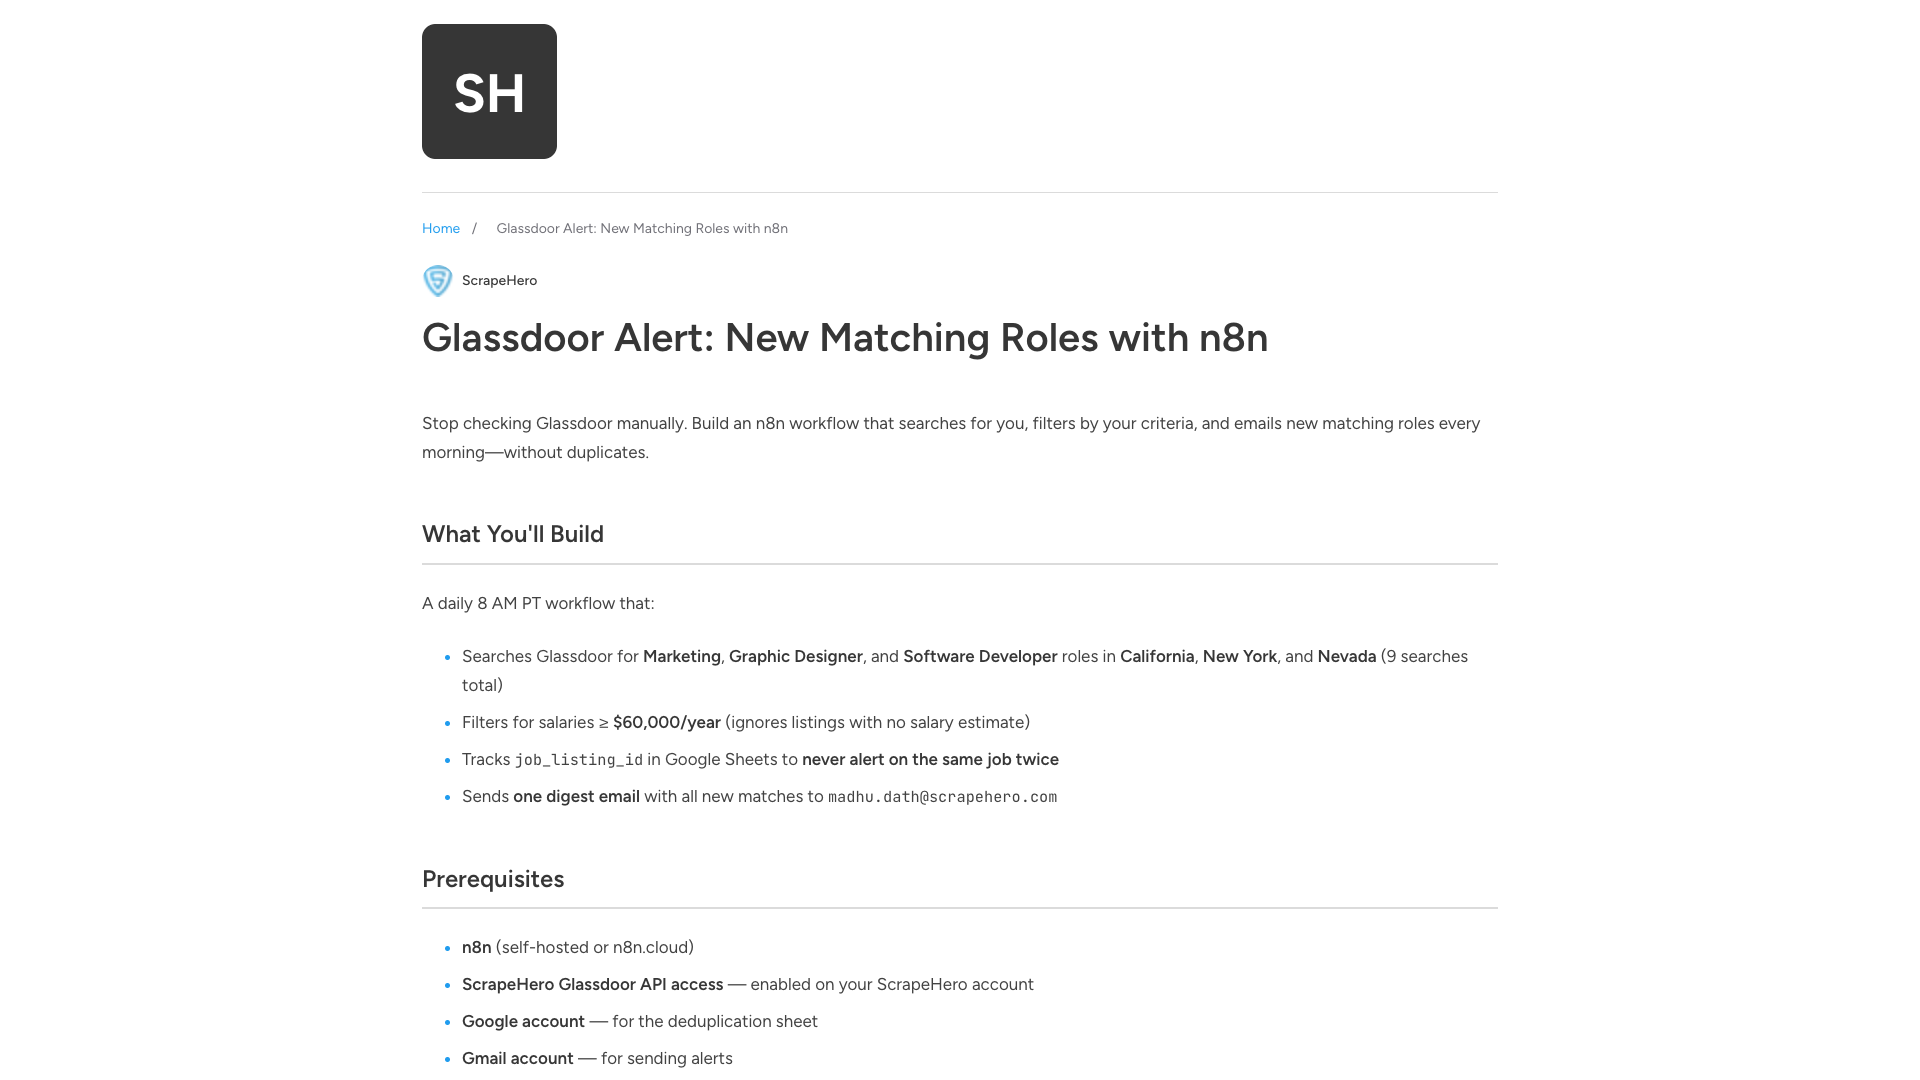 SH
Home / Glassdoor Alert: New Matching Roles with n8n
ScrapeHero
Glassdoor Alert: New Matching Roles with n8n
Stop checking Glassdoor manually. Build an n8n workflow that searches for you, filters by your criteria, and emails new matching roles every
morning—without duplicates.
What You'll Build
A daily 8 AM PT workflow that:
• Searches Glassdoor for Marketing, Graphic Designer, and Software Developer roles in California, New York, and Nevada (9 searches
total)
• Filters for salaries ≥ $60,000/year (ignores listings with no salary estimate)
• Tracks job_listing_id in Google Sheets to never alert on the same job twice
• Sends one digest email with all new matches to madhu.dath@scrapehero.com
Prerequisites
• n8n (self-hosted or n8n.cloud)
• ScrapeHero Glassdoor API access — enabled on your ScrapeHero account
• Google account — for the deduplication sheet
• Gmail account — for sending alerts